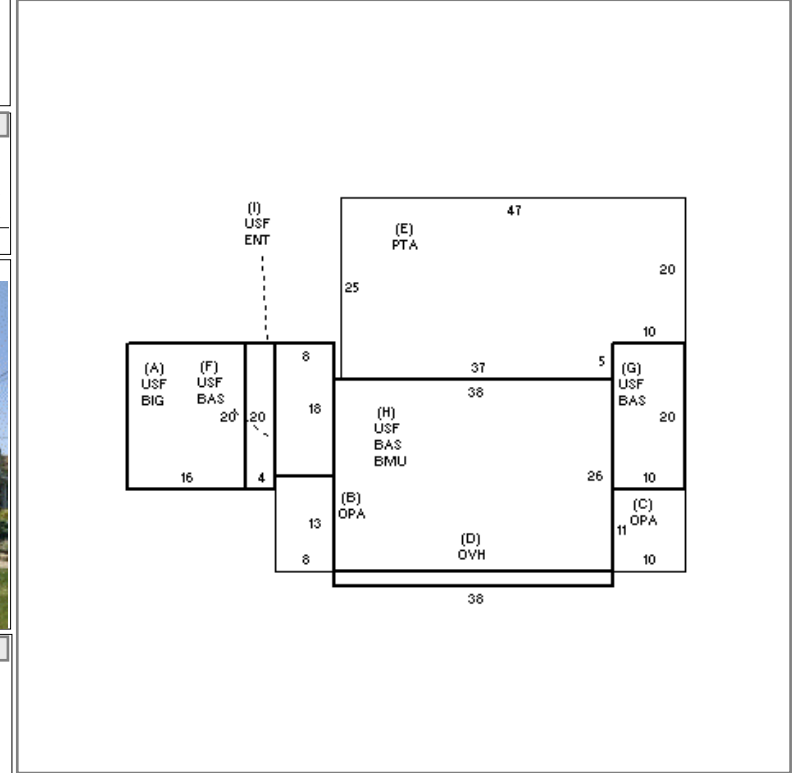 (I)
USF
ENT
47
(E)
PTA
20
25
10
8
37
5
(A)
USF
BIG
(F)
USF
BAS
(G)
USF
BAS
38
18
20
20
(H)
USF
BAS
BMU
20
16
4
26
10
(B)
OPA
(C)
OPA
13
11
(D)
OVH
8
10
38